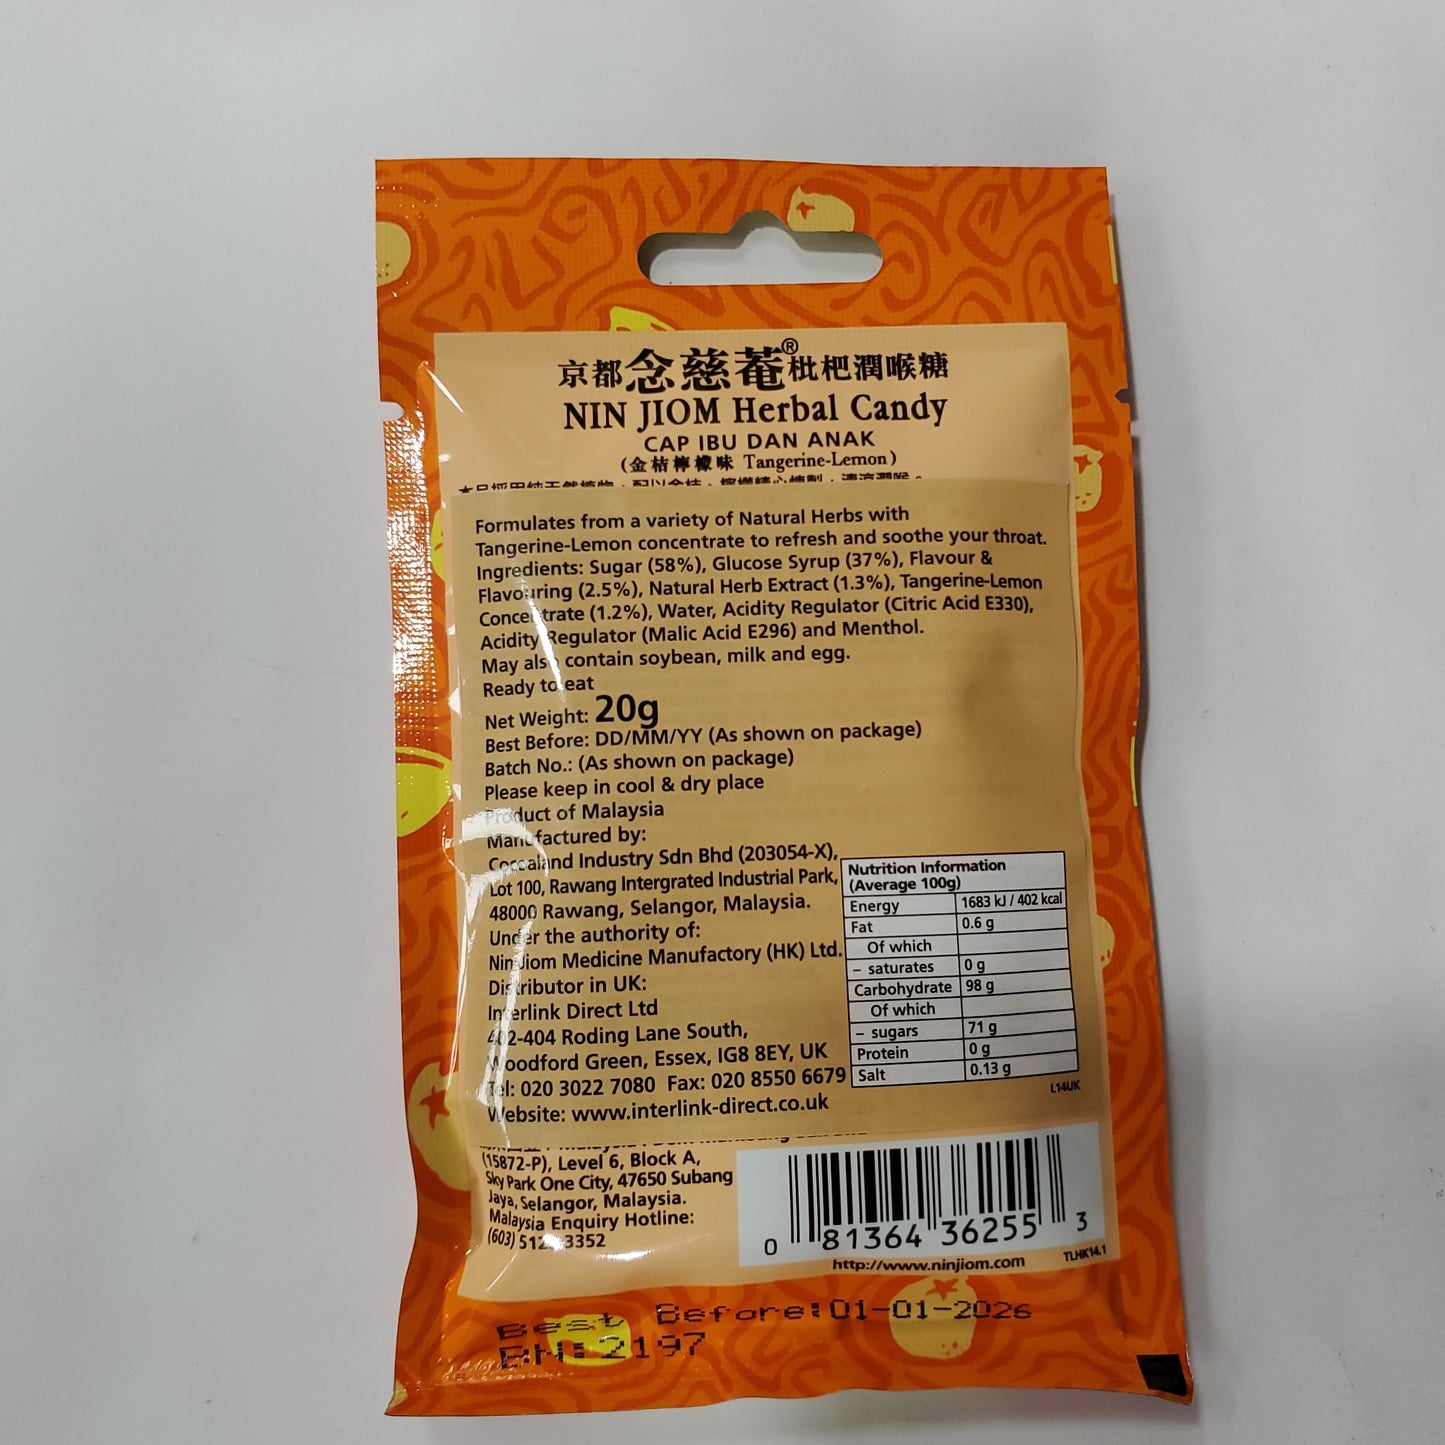 京都念慈菴®枇杷潤喉糖
NIN JIOM Herbal Candy
CAP IBU DAN ANAK
(金桔檸檬味 Tangerine-Lemon)
Formulates from a variety of Natural Herbs with
Tangerine-Lemon concentrate to refresh and soothe your throat.
Ingredients: Sugar (58%), Glucose Syrup (37%), Flavour &
Flavouring (2.5%), Natural Herb Extract (1.3%), Tangerine-Lemon
Concentrate (1.2%), Water, Acidity Regulator (Citric Acid E330),
Acidity Regulator (Malic Acid E296) and Menthol.
May also contain soybean, milk and egg.
Ready to eat
Net Weight: 20g
Best Before: DD/MM/YY (As shown on package)
Batch No.: (As shown on package)
Please keep in cool & dry place
Product of Malaysia
Manufactured by:
Cocoaland Industry Sdn Bhd (203054-X),
Lot 100, Rawang Intergrated Industrial Park,
48000 Rawang, Selangor, Malaysia.
Under the authority of:
Nin Jiom Medicine Manufactory (HK) Ltd.
Distributor in UK:
Interlink Direct Ltd
402-404 Roding Lane South,
Woodford Green, Essex, IG8 8EY, UK
Tel: 020 3022 7080 Fax: 020 8550 6679
Website: www.interlink-direct.co.uk
Nutrition Information
(Average 100g)
Energy 1683 kJ / 402 kcal
Fat 0.6 g
Of which
– saturates 0 g
Carbohydrate 98 g
Of which
– sugars 71 g
Protein 0 g
Salt 0.13 g
L14UK
(15872-P), Level 6, Block A,
Sky Park One City, 47650 Subang
Jaya, Selangor, Malaysia.
Malaysia Enquiry Hotline:
(603) 3352
0 81364 36255 3
http://www.ninjiom.com
TLHK14.1
Best Before:01-01-2026
BN:2197